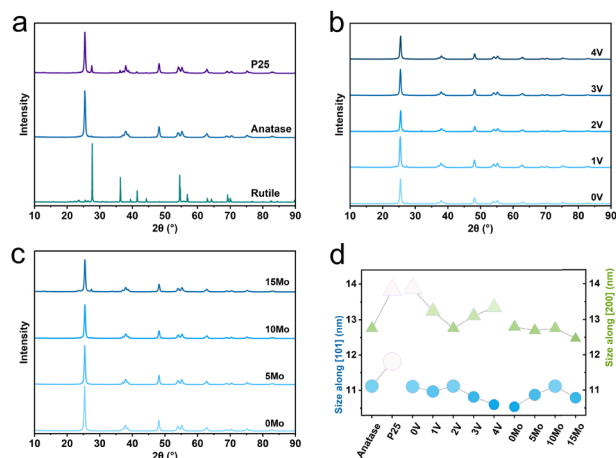 a
Intensity
P25
Anatase
Rutile
10 20 30 40 50 60 70 80 90
2θ (°)
b
Intensity
4V
3V
2V
1V
0V
10 20 30 40 50 60 70 80 90
2θ (°)
c
Intensity
15Mo
10Mo
5Mo
0Mo
10 20 30 40 50 60 70 80 90
2θ (°)
d
Size along [101] (nm)
14
13
12
11
Size along [200] (nm)
14
13
12
11
Anatase P25 0V 1V 2V 3V 4V 0Mo 5Mo 10Mo 15Mo